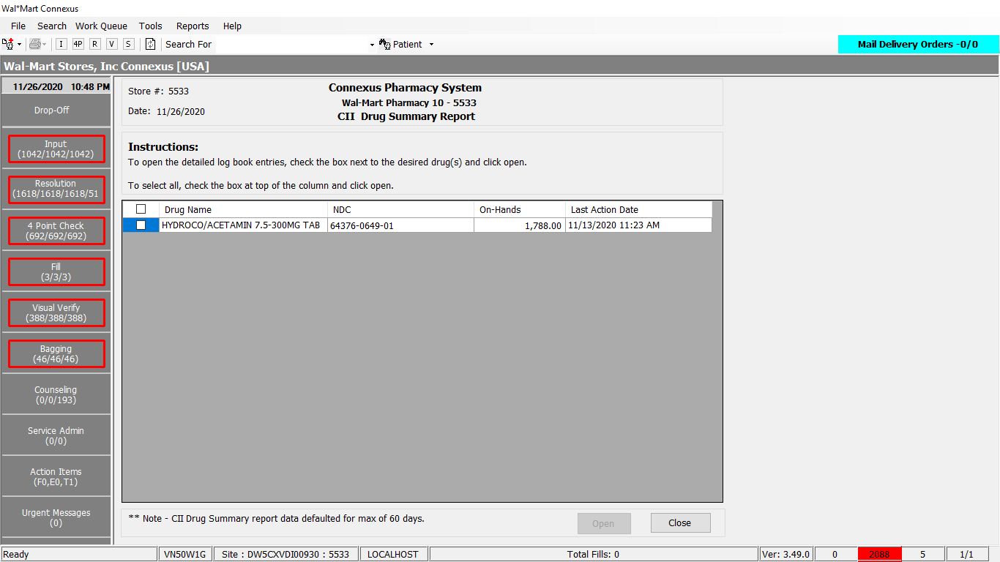 Wal*Mart Connexus
File Search Work Queue Tools Reports Help
I 4P R V S Search For Patient Mail Delivery Orders -0/0
Wal-Mart Stores, Inc Connexus [USA]
11/26/2020 10:48 PM
Drop-Off
Input
(1042/1042/1042)
Resolution
(1618/1618/1618/51
4 Point Check
(692/692/692)
Fill
(3/3/3)
Visual Verify
(388/388/388)
Bagging
(46/46/46)
Counseling
(0/0/193)
Service Admin
(0/0)
Action Items
(F0,E0,T1)
Urgent Messages
(0)
Store #: 5533
Date: 11/26/2020
Connexus Pharmacy System
Wal-Mart Pharmacy 10 - 5533
CII Drug Summary Report
Instructions:
To open the detailed log book entries, check the box next to the desired drug(s) and click open.
To select all, check the box at top of the column and click open.
Drug Name NDC On-Hands Last Action Date
HYDROCO/ACETAMIN 7.5-300MG TAB 64376-0649-01 1,788.00 11/13/2020 11:23 AM
** Note - CII Drug Summary report data defaulted for max of 60 days.
Open Close
Ready VN50W1G Site : DW5CXVDI00930 : 5533 LOCALHOST Total Fills: 0 Ver: 3.49.0 0 2088 5 1/1